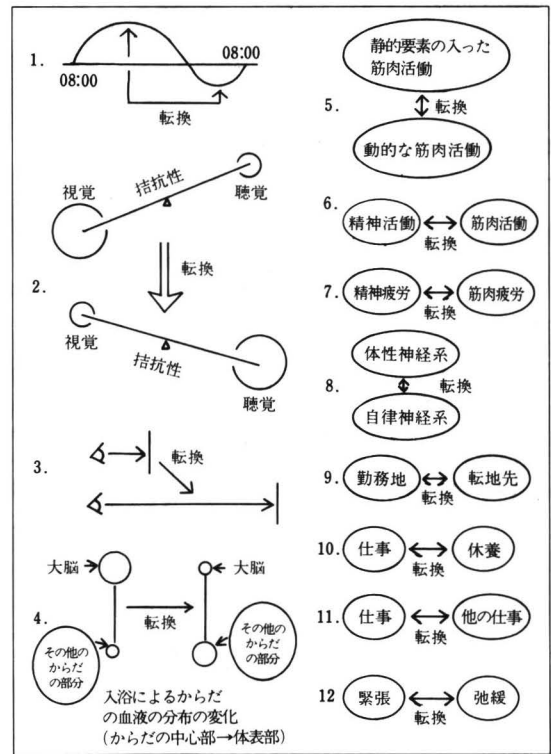 1.
08:00
08:00
転換
視覚
拮抗性
聴覚
転換
2.
視覚
拮抗性
聴覚
3.
転換
大脳
大脳
4.
転換
その他の
からだ
の部分
その他の
からだ
の部分
入浴によるからだ
の血液の分布の変化
(からだの中心部→体表部)
静的要素の入った
筋肉活働
5.
転換
動的な筋肉活働
6.
精神活働
筋肉活働
転換
7.
精神疲労
筋肉疲労
転換
体性神経系
8.
転換
自律神経系
9.
勤務地
転地先
転換
10.
仕事
休養
転換
11.
仕事
他の仕事
転換
12
緊張
弛緩
転換